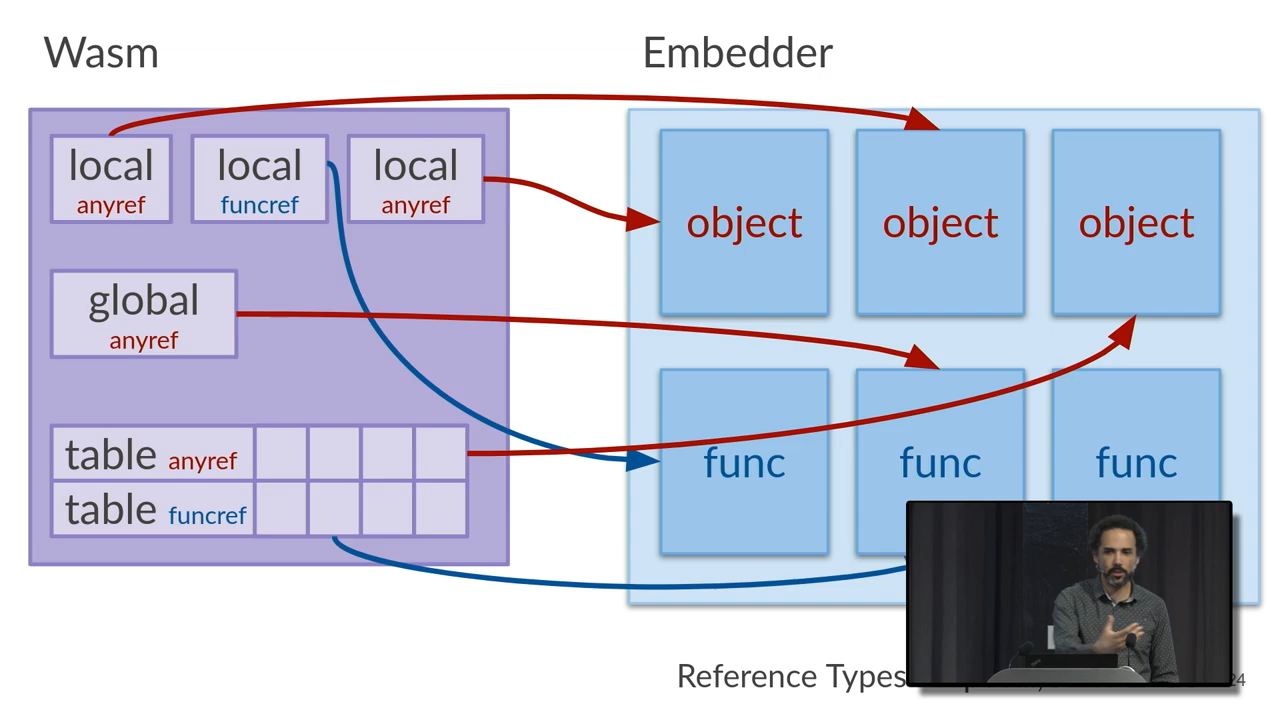 Wasm
Embedder
local
anyref
local
funcref
local
anyref
object
object
object
global
anyref
table anyref
table funcref
func
func
func
Reference Types
24